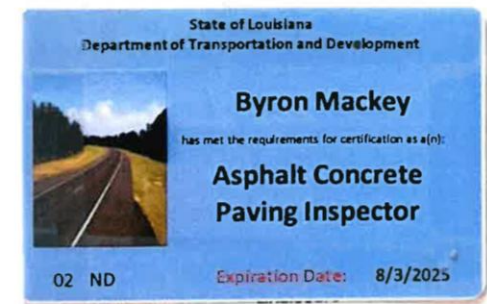 State of Louisiana
Department of Transportation and Development
Byron Mackey
has met the requirements for certification as a(n):
Asphalt Concrete
Paving Inspector
02 ND Expiration Date: 8/3/2025